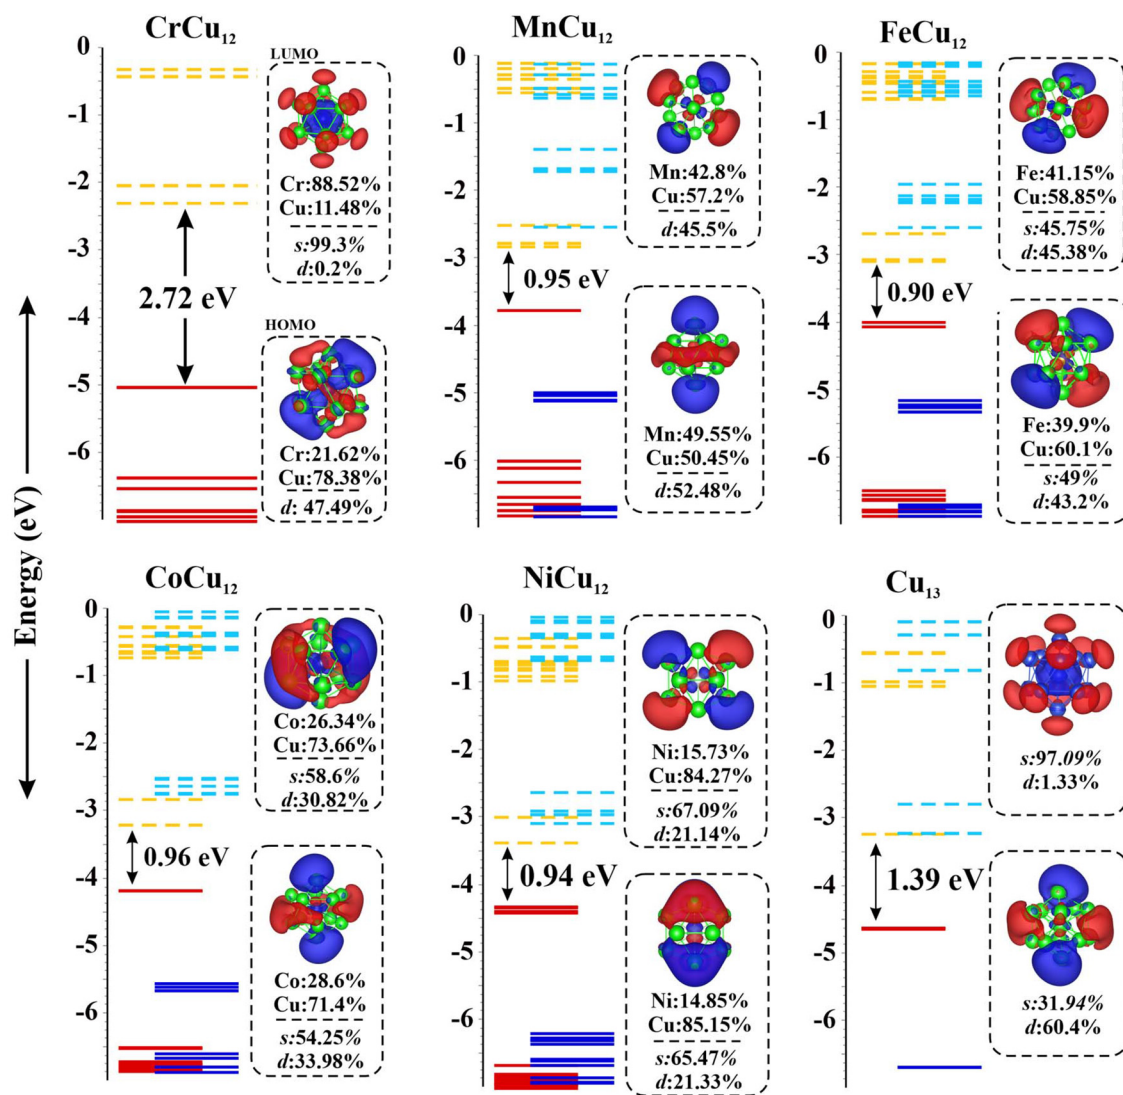 Energy (eV)
CrCu₁₂
0
-1
-2
-3
-4
-5
-6
2.72 eV
LUMO
Cr:88.52%
Cu:11.48%
s:99.3%
d:0.2%
HOMO
Cr:21.62%
Cu:78.38%
d: 47.49%
MnCu₁₂
0
-1
-2
-3
-4
-5
-6
0.95 eV
Mn:42.8%
Cu:57.2%
d:45.5%
Mn:49.55%
Cu:50.45%
d:52.48%
FeCu₁₂
0
-1
-2
-3
-4
-5
-6
0.90 eV
Fe:41.15%
Cu:58.85%
s:45.75%
d:45.38%
Fe:39.9%
Cu:60.1%
s:49%
d:43.2%
CoCu₁₂
0
-1
-2
-3
-4
-5
-6
0.96 eV
Co:26.34%
Cu:73.66%
s:58.6%
d:30.82%
Co:28.6%
Cu:71.4%
s:54.25%
d:33.98%
NiCu₁₂
0
-1
-2
-3
-4
-5
-6
0.94 eV
Ni:15.73%
Cu:84.27%
s:67.09%
d:21.14%
Ni:14.85%
Cu:85.15%
s:65.47%
d:21.33%
Cu₁₃
0
-1
-2
-3
-4
-5
-6
1.39 eV
s:97.09%
d:1.33%
s:31.94%
d:60.4%